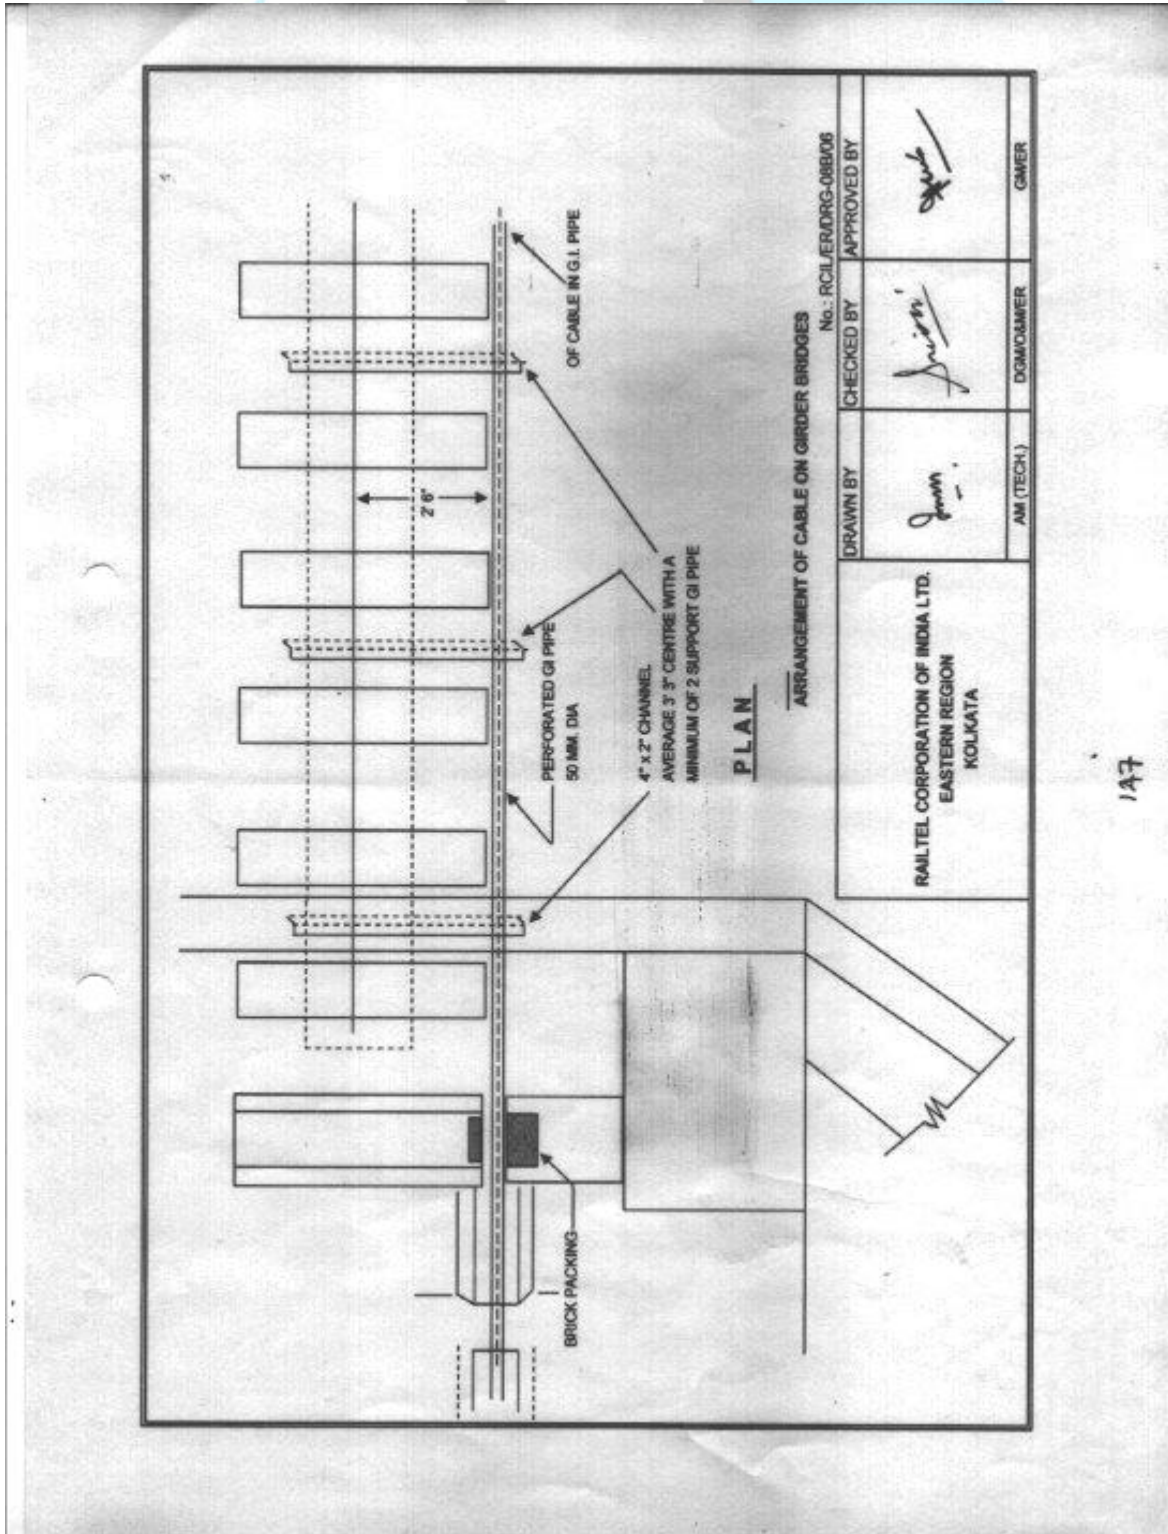 2' 6"
OF CABLE IN G.I. PIPE
PERFORATED GI PIPE
50 MM. DIA
4" x 2" CHANNEL
AVERAGE 3' 3" CENTRE WITH A
MINIMUM OF 2 SUPPORT GI PIPE
BRICK PACKING
PLAN
ARRANGEMENT OF CABLE ON GIRDER BRIDGES
No.: RCIL/ER/DRG-08B/06
RAILTEL CORPORATION OF INDIA LTD.
EASTERN REGION
KOLKATA
DRAWN BY
CHECKED BY
APPROVED BY
AM (TECH.)
DGM/O&M/ER
GM/ER
147